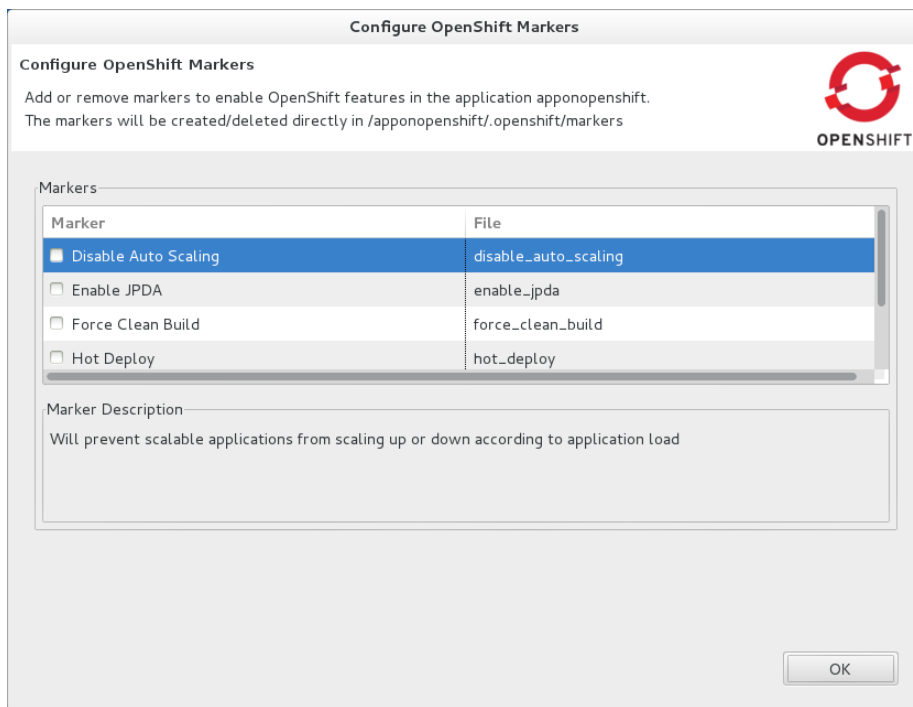 Configure OpenShift Markers
Configure OpenShift Markers
Add or remove markers to enable OpenShift features in the application apponopenshift.
The markers will be created/deleted directly in /apponopenshift/.openshift/markers
OPENSHIFT
Markers
Marker File
Disable Auto Scaling disable_auto_scaling
Enable JPDA enable_jpda
Force Clean Build force_clean_build
Hot Deploy hot_deploy
Marker Description
Will prevent scalable applications from scaling up or down according to application load
OK